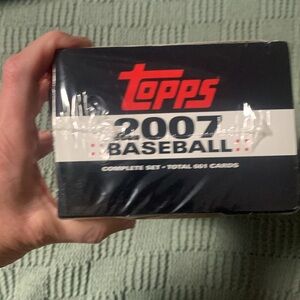 Topps
2007
BASEBALL
COMPLETE SET • TOTAL 661 CARDS